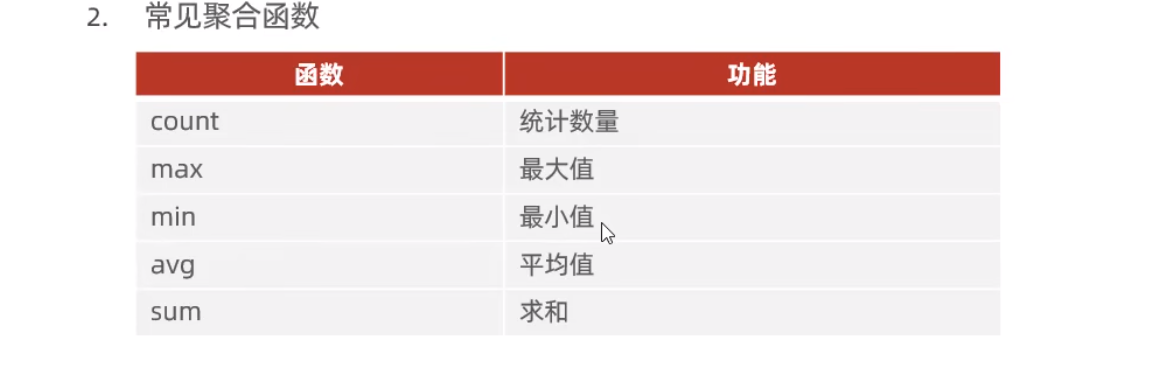 2. 常见聚合函数
函数 功能
count 统计数量
max 最大值
min 最小值
avg 平均值
sum 求和